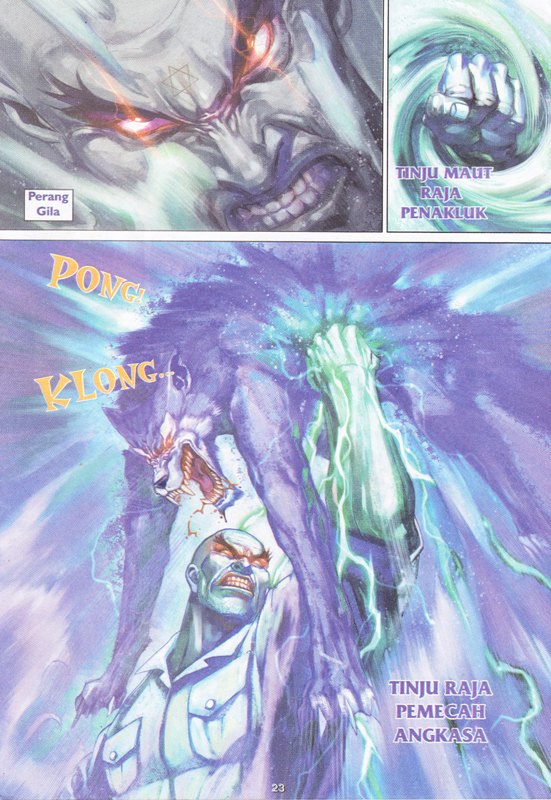 Perang
Gila
TINJU MAUT
RAJA
PENAKLUK
PONG!
KLONG..
TINJU RAJA
PEMECAH
ANGKASA
23